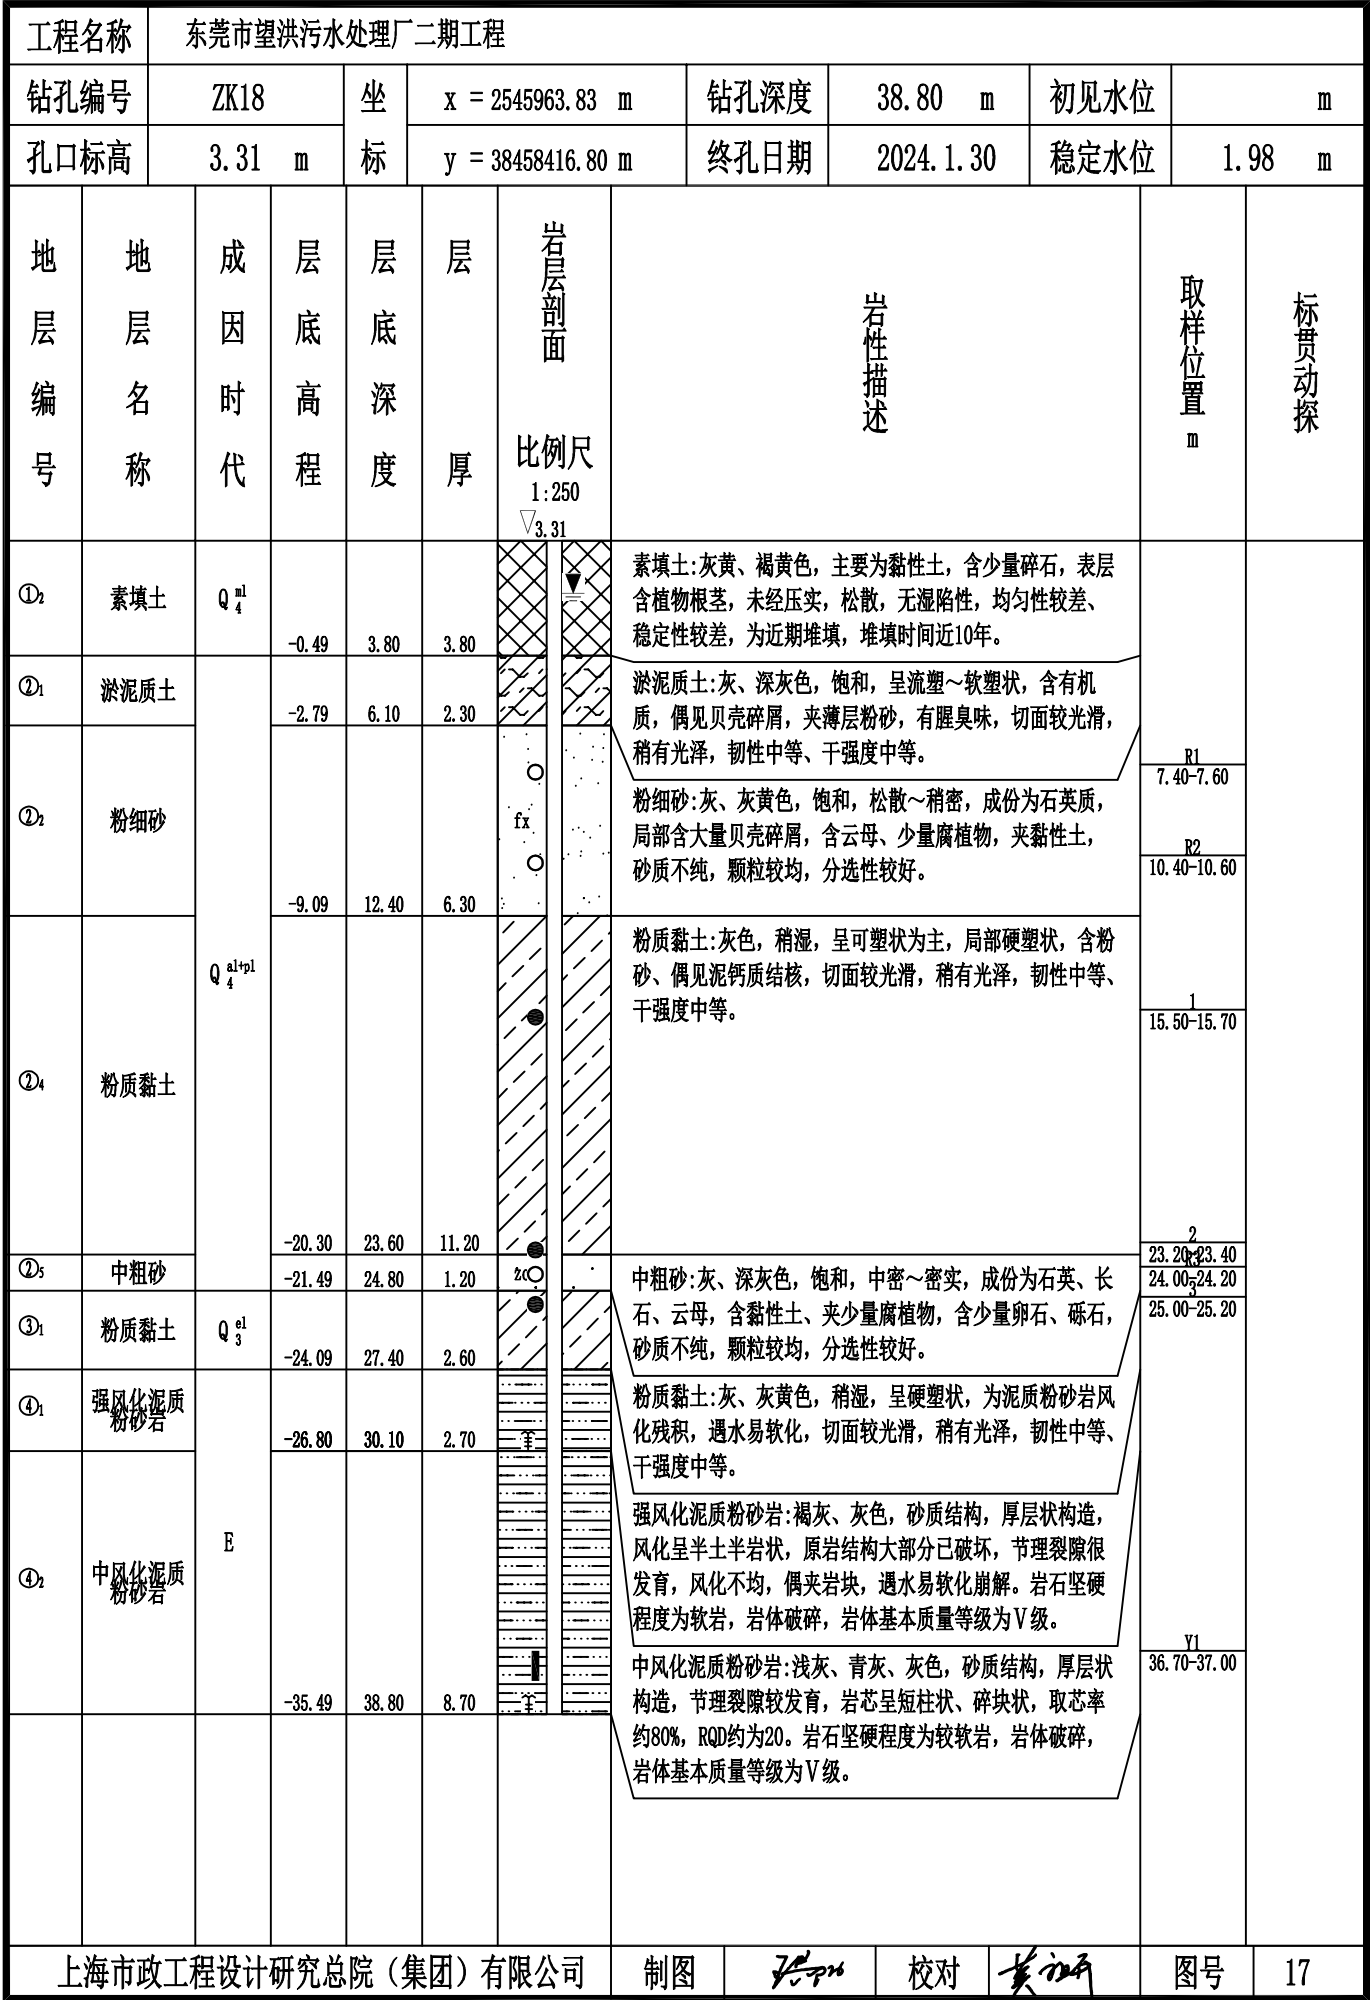 工程名称 东莞市望洪污水处理厂二期工程
钻孔编号 ZK18 坐 x = 2545963.83 m 钻孔深度 38.80 m 初见水位 m
孔口标高 3.31 m 标 y = 38458416.80 m 终孔日期 2024.1.30 稳定水位 1.98 m
地层编号 地层名称 成因时代 层底高程 层底深度 层厚 岩层剖面 岩性描述 取样位置 m 标贯动探
比例尺
1:250
3.31
①2 素填土 Q4ml -0.49 3.80 3.80
素填土:灰黄、褐黄色，主要为黏性土，含少量碎石，表层
含植物根茎，未经压实，松散，无湿陷性，均匀性较差、
稳定性较差，为近期堆填，堆填时间近10年。
②1 淤泥质土 -2.79 6.10 2.30
淤泥质土:灰、深灰色，饱和，呈流塑～软塑状，含有机
质，偶见贝壳碎屑，夹薄层粉砂，有腥臭味，切面较光滑，
稍有光泽，韧性中等、干强度中等。
R1
7.40-7.60
②2 粉细砂 -9.09 12.40 6.30
fx
粉细砂:灰、灰黄色，饱和，松散～稍密，成份为石英质，
局部含大量贝壳碎屑，含云母、少量腐植物，夹黏性土，
砂质不纯，颗粒较均，分选性较好。
R2
10.40-10.60
Q4al+pl
②4 粉质黏土 -20.30 23.60 11.20
粉质黏土:灰色，稍湿，呈可塑状为主，局部硬塑状，含粉
砂、偶见泥钙质结核，切面较光滑，稍有光泽，韧性中等、
干强度中等。
1
15.50-15.70
2
23.20-23.40
②5 中粗砂 -21.49 24.80 1.20
zc
中粗砂:灰、深灰色，饱和，中密～密实，成份为石英、长
石、云母，含黏性土、夹少量腐植物，含少量卵石、砾石，
砂质不纯，颗粒较均，分选性较好。
R3
24.00-24.20
3
25.00-25.20
③1 粉质黏土 Q3el -24.09 27.40 2.60
粉质黏土:灰、灰黄色，稍湿，呈硬塑状，为泥质粉砂岩风
化残积，遇水易软化，切面较光滑，稍有光泽，韧性中等、
干强度中等。
④1 强风化泥质
粉砂岩 -26.80 30.10 2.70
强风化泥质粉砂岩:褐灰、灰色，砂质结构，厚层状构造，
风化呈半土半岩状，原岩结构大部分已破坏，节理裂隙很
发育，风化不均，偶夹岩块，遇水易软化崩解。岩石坚硬
程度为软岩，岩体破碎，岩体基本质量等级为Ⅴ级。
E
④2 中风化泥质
粉砂岩 -35.49 38.80 8.70
中风化泥质粉砂岩:浅灰、青灰、灰色，砂质结构，厚层状
构造，节理裂隙较发育，岩芯呈短柱状、碎块状，取芯率
约80%，RQD约为20。岩石坚硬程度为较软岩，岩体破碎，
岩体基本质量等级为Ⅴ级。
Y1
36.70-37.00
上海市政工程设计研究总院（集团）有限公司 制图 校对 图号 17